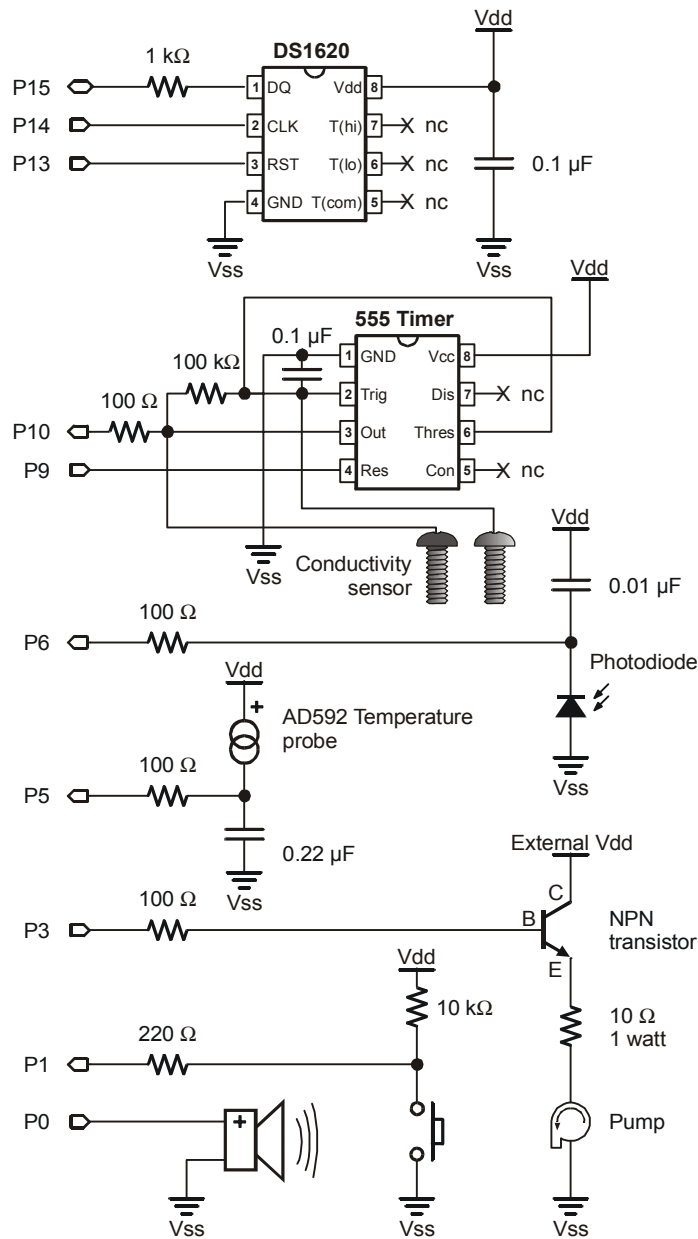 Vdd
DS1620
1 kΩ
P15
1 DQ Vdd 8
P14
2 CLK T(hi) 7 X nc
P13
3 RST T(lo) 6 X nc
0.1 µF
4 GND T(com) 5 X nc
Vss
Vss
Vdd
555 Timer
0.1 µF
1 GND Vcc 8
100 kΩ
2 Trig Dis 7 X nc
100 Ω
P10
3 Out Thres 6
P9
4 Res Con 5 X nc
Vdd
Vss
Conductivity
sensor
0.01 µF
100 Ω
P6
Photodiode
Vdd
+
AD592 Temperature
probe
100 Ω
P5
Vss
0.22 µF
Vss
External Vdd
C
100 Ω
P3
B
NPN
transistor
E
Vdd
10 kΩ
10 Ω
1 watt
220 Ω
P1
P0
+
Pump
Vss
Vss
Vss